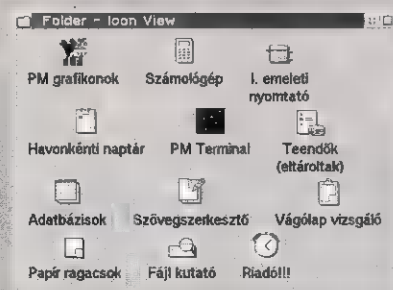 Folder - Icon View
PM grafikonok Számológép I. emeleti
nyomtató
Havonkénti naptár PM Terminal Teendők
(eltároltak)
Adatbázisok Szövegszerkesztő Vágólap vizsgáló
Papír ragacsok Fájl kutató Riadó!!!